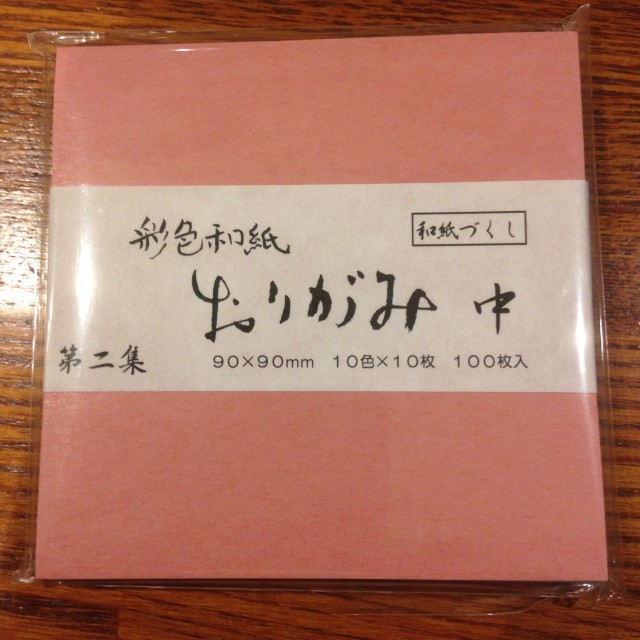 彩色和紙
和紙づくし
おりがみ 中
第二集
90×90mm 10色×10枚 100枚入